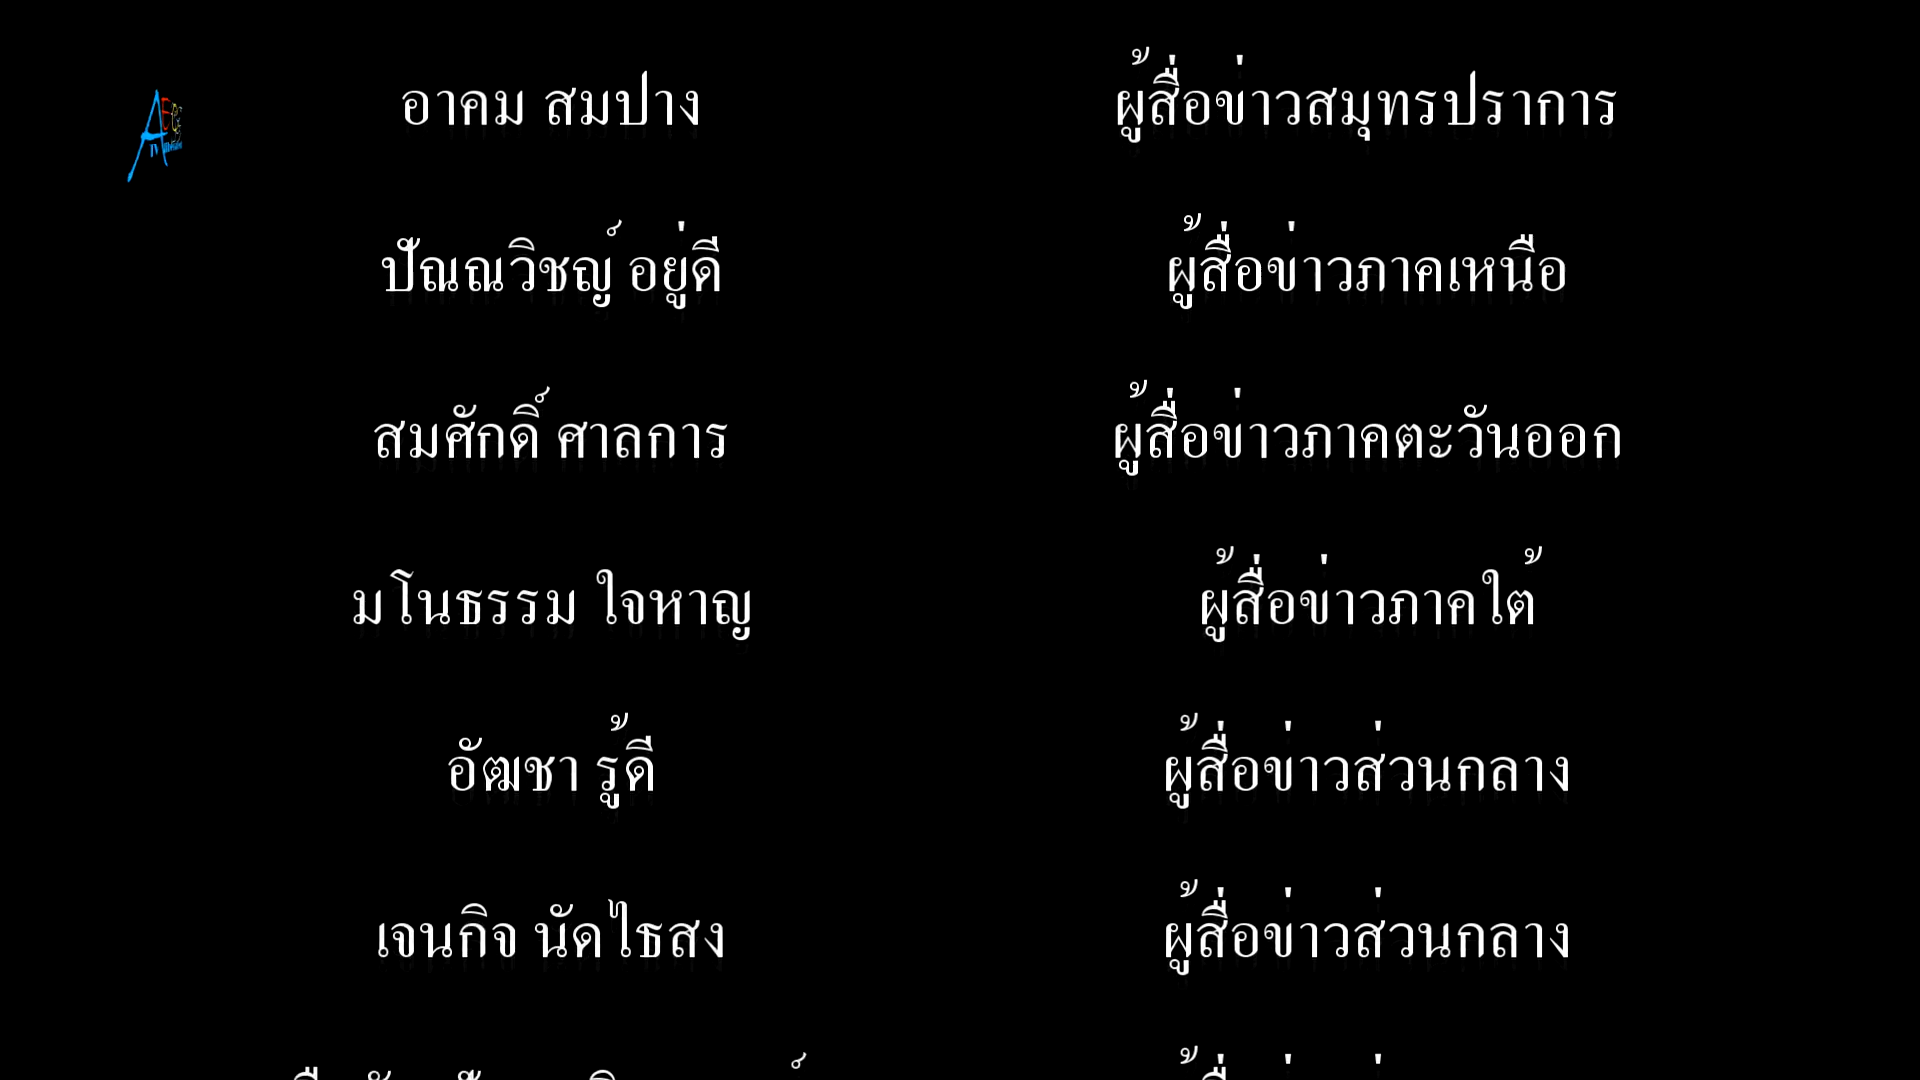 อาคม สมปาง ผู้สื่อข่าวสมุทรปราการ
ปัณณวิชญ์ อยู่ดี ผู้สื่อข่าวภาคเหนือ
สมศักดิ์ ศาลการ ผู้สื่อข่าวภาคตะวันออก
มโนธรรม ใจหาญ ผู้สื่อข่าวภาคใต้
อัฒชา รู้ดี ผู้สื่อข่าวส่วนกลาง
เจนกิจ นัดไธสง ผู้สื่อข่าวส่วนกลาง